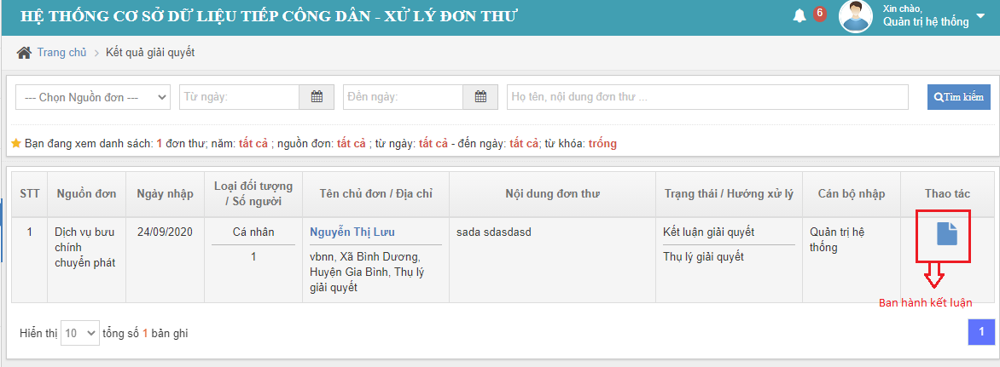 HỆ THỐNG CƠ SỞ DỮ LIỆU TIẾP CÔNG DÂN - XỬ LÝ ĐƠN THƯ
6
Xin chào,
Quản trị hệ thống
Trang chủ > Kết quả giải quyết
--- Chọn Nguồn đơn ---
Từ ngày:
Đến ngày:
Họ tên, nội dung đơn thư ...
Tìm kiếm
Bạn đang xem danh sách: 1 đơn thư; năm: tất cả ; nguồn đơn: tất cả ; từ ngày: tất cả - đến ngày: tất cả; từ khóa: trống
STT
Nguồn đơn
Ngày nhập
Loại đối tượng
/ Số người
Tên chủ đơn / Địa chỉ
Nội dung đơn thư
Trạng thái / Hướng xử lý
Cán bộ nhập
Thao tác
1
Dịch vụ bưu
chính
chuyển phát
24/09/2020
Cá nhân
1
Nguyễn Thị Lưu
vbnn, Xã Bình Dương,
Huyện Gia Bình, Thụ lý
giải quyết
sada sdasdasd
Kết luận giải quyết
Thụ lý giải quyết
Quản trị hệ
thống
Ban hành kết luận
Hiển thị 10 tổng số 1 bản ghi
1